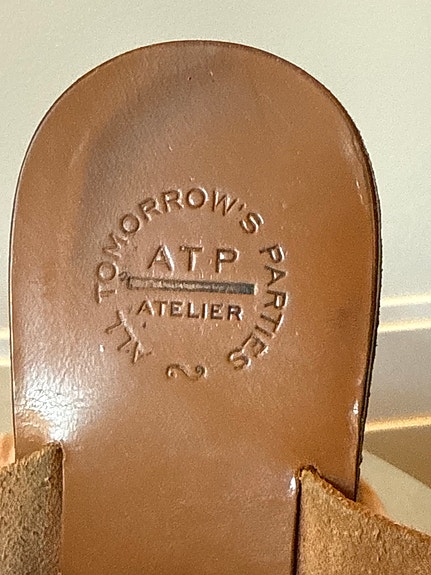 ALL TOMORROW'S PARTIES
ATP
ATELIER